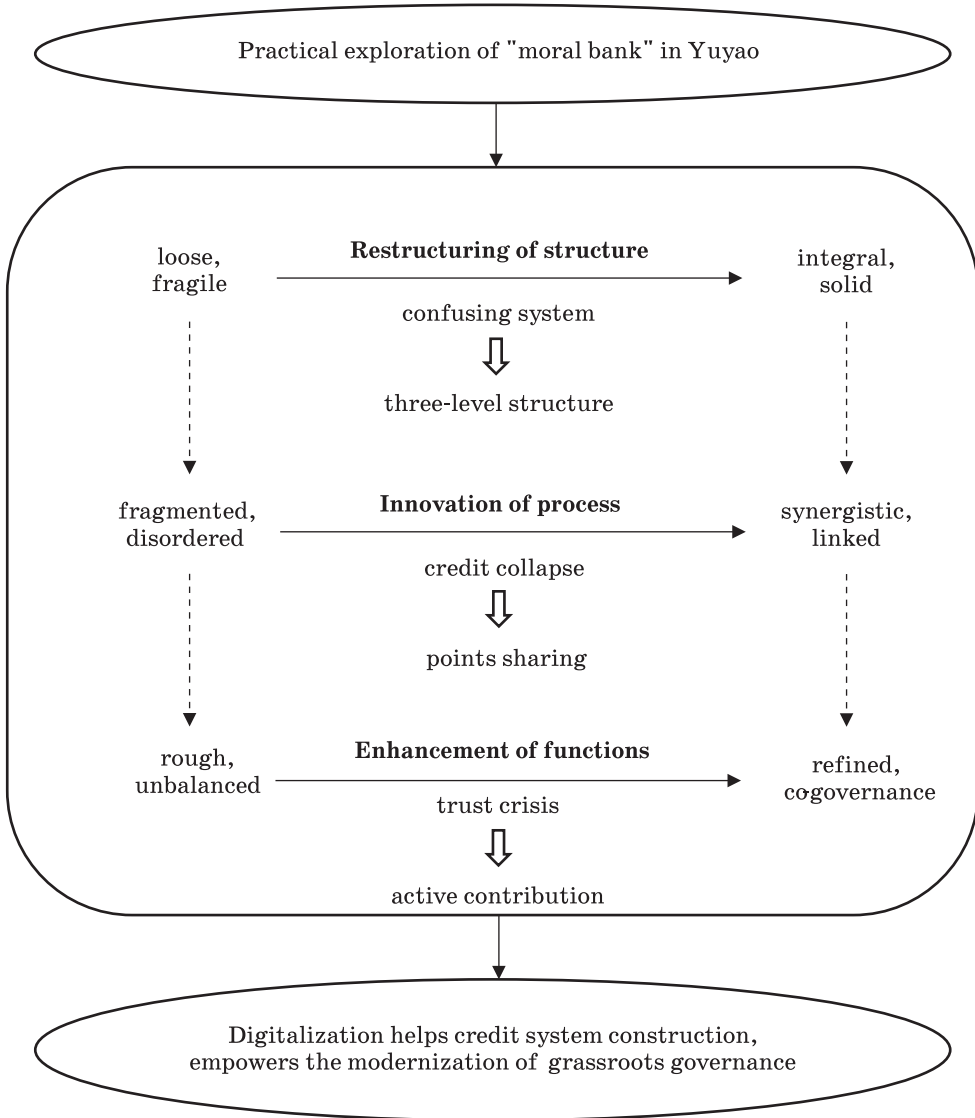 Practical exploration of "moral bank" in Yuyao
loose,
fragile
Restructuring of structure
integral,
solid
confusing system
three-level structure
fragmented,
disordered
Innovation of process
synergistic,
linked
credit collapse
points sharing
rough,
unbalanced
Enhancement of functions
refined,
co-governance
trust crisis
active contribution
Digitalization helps credit system construction,
empowers the modernization of grassroots governance